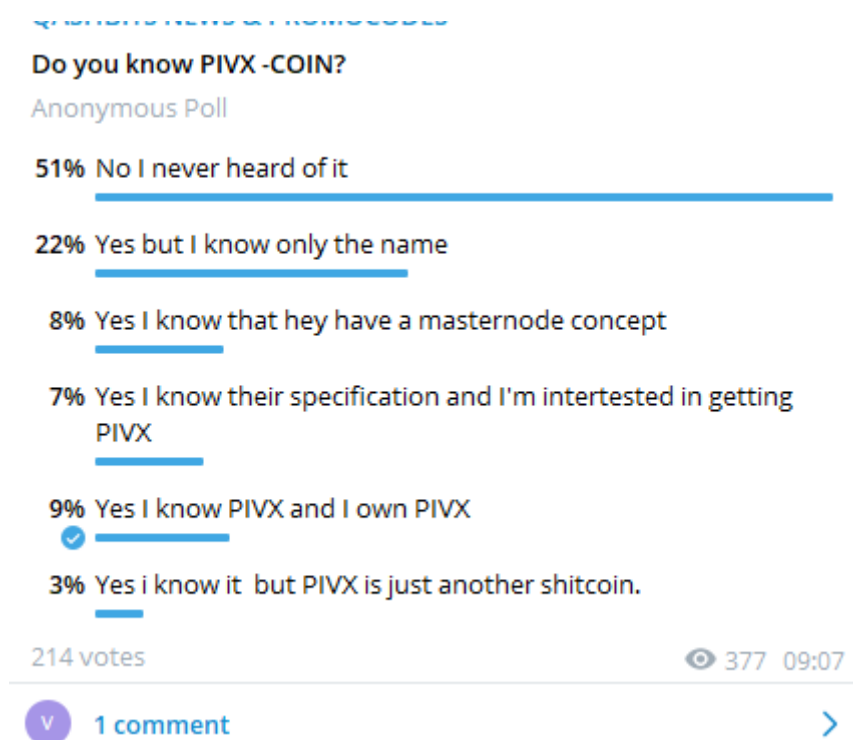 QASHBITS NEWS & PROMOCODES
Do you know PIVX -COIN?
Anonymous Poll
51% No I never heard of it
22% Yes but I know only the name
8% Yes I know that hey have a masternode concept
7% Yes I know their specification and I'm intertested in getting
PIVX
9% Yes I know PIVX and I own PIVX
3% Yes i know it  but PIVX is just another shitcoin.
214 votes 377 09:07
V 1 comment